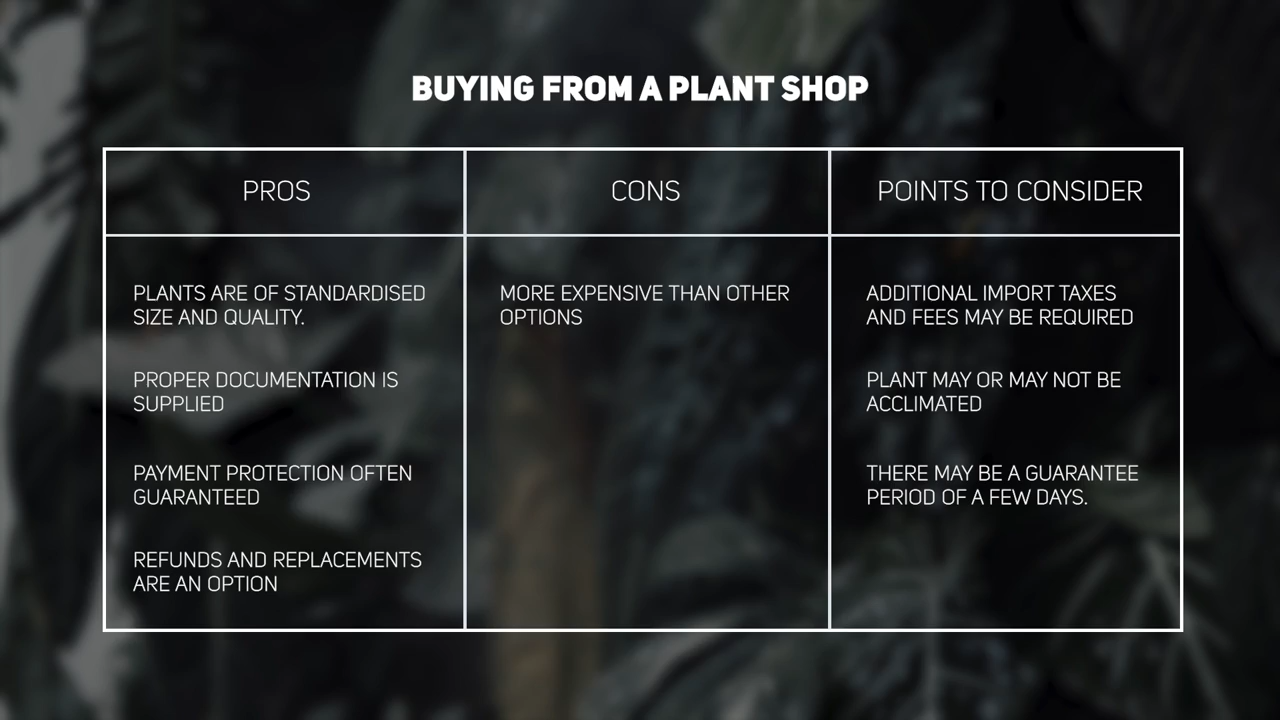 BUYING FROM A PLANT SHOP
PROS
CONS
POINTS TO CONSIDER
PLANTS ARE OF STANDARDISED
SIZE AND QUALITY.
PROPER DOCUMENTATION IS
SUPPLIED
PAYMENT PROTECTION OFTEN
GUARANTEED
REFUNDS AND REPLACEMENTS
ARE AN OPTION
MORE EXPENSIVE THAN OTHER
OPTIONS
ADDITIONAL IMPORT TAXES
AND FEES MAY BE REQUIRED
PLANT MAY OR MAY NOT BE
ACCLIMATED
THERE MAY BE A GUARANTEE
PERIOD OF A FEW DAYS.